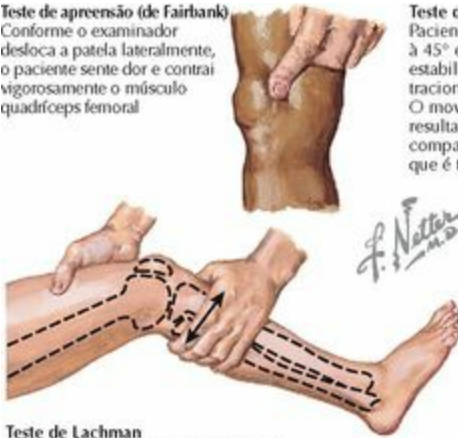 Teste de apreensão (de Fairbank)
Conforme o examinador
desloca a patela lateralmente,
o paciente sente dor e contrai
vigorosamente o músculo
quadríceps femoral
Teste d
Pacien
à 45° e
estabil
tracion
O mov
resulta
compa
que é t
F. Netter
M.D.
Teste de Lachman